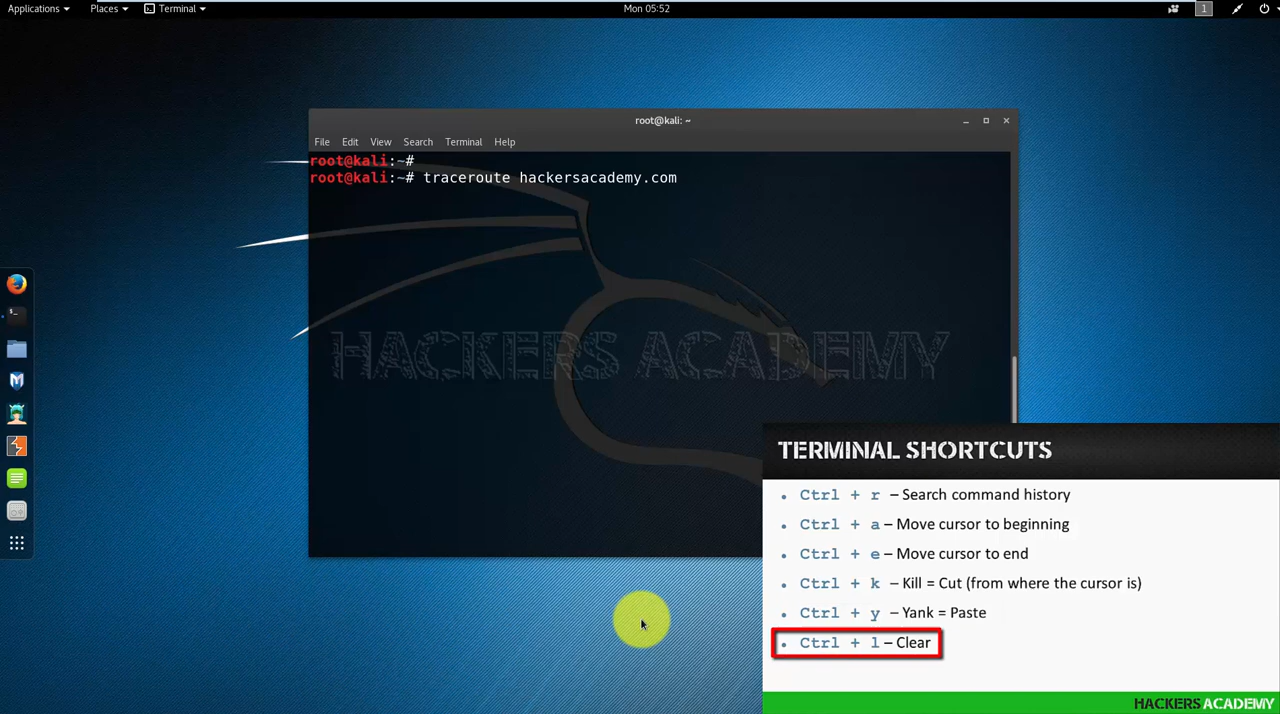 Applications Places Terminal Mon 05:52 1
root@kali: ~
File Edit View Search Terminal Help
root@kali:~#
root@kali:~# traceroute hackersacademy.com
HACKERS ACADEMY
TERMINAL SHORTCUTS
• Ctrl + r – Search command history
• Ctrl + a – Move cursor to beginning
• Ctrl + e – Move cursor to end
• Ctrl + k – Kill = Cut (from where the cursor is)
• Ctrl + y – Yank = Paste
• Ctrl + l – Clear
HACKERS ACADEMY